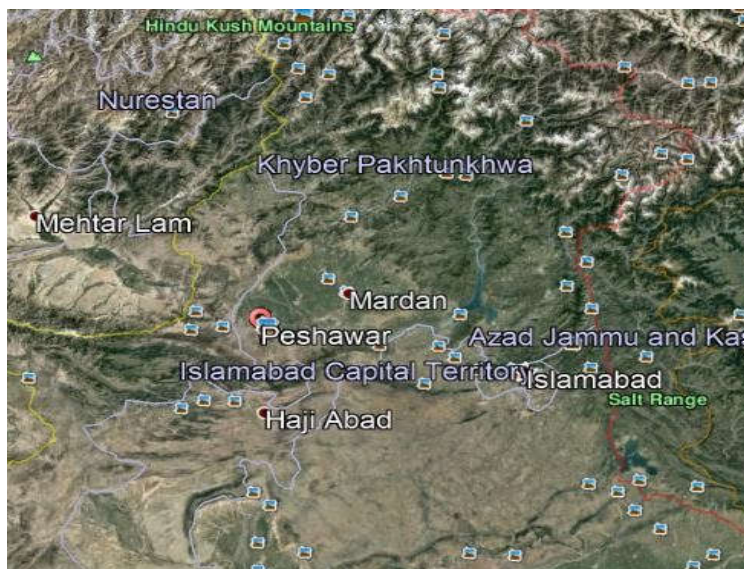 Hindu Kush Mountains
Nurestan
Khyber Pakhtunkhwa
Mehtar Lam
Mardan
Peshawar
Azad Jammu and Kas
Islamabad Capital Territory
Islamabad
Salt Range
Haji Abad